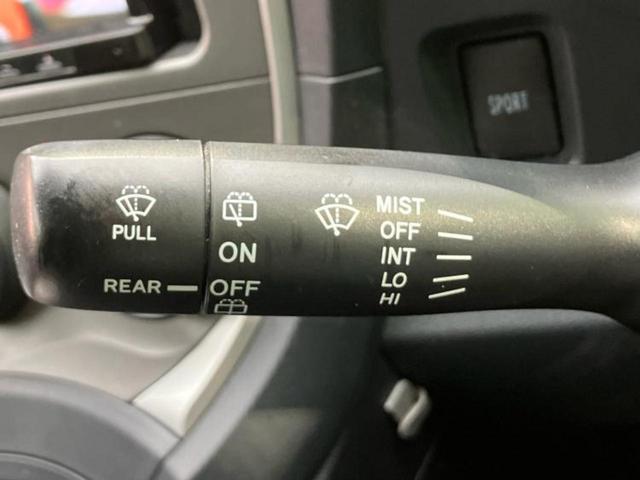 SPORT
PULL
REAR
ON
OFF
MIST
OFF
INT
LO
HI